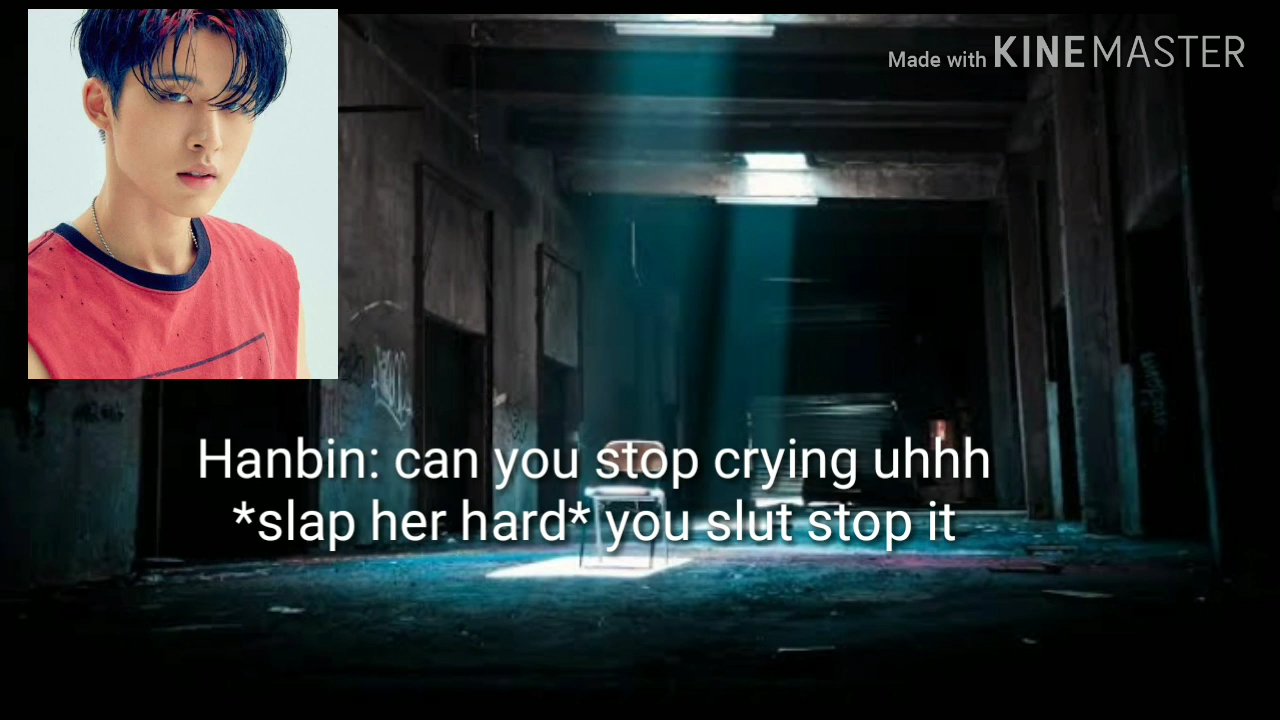 Made with KINEMASTER
Hanbin: can you stop crying uhhh
*slap her hard* you slut stop it